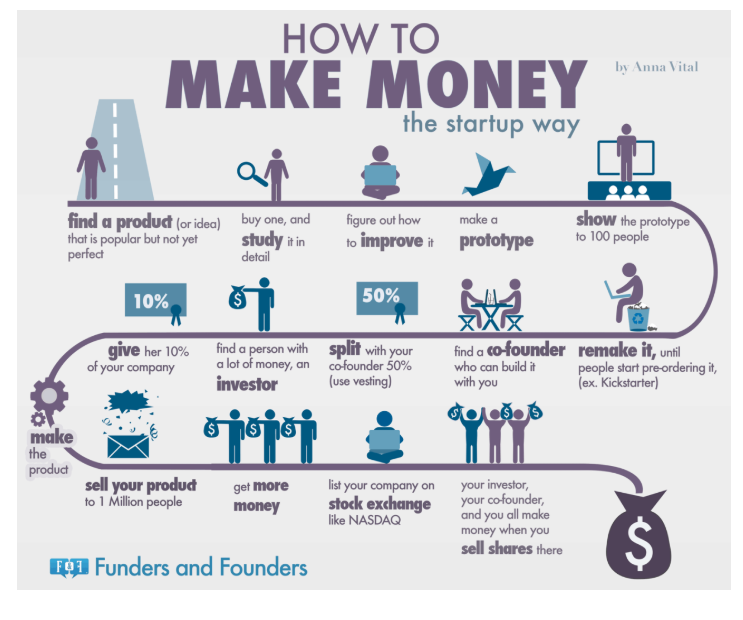 HOW TO
MAKE MONEY
by Anna Vital
the startup way
find a product (or idea)
that is popular but not yet
perfect
buy one, and
study it in
detail
figure out how
to improve it
make a
prototype
show the prototype
to 100 people
remake it, until
people start pre-ordering it,
(ex. Kickstarter)
find a co-founder
who can build it
with you
50%
split with your
co-founder 50%
(use vesting)
$
find a person with
a lot of money, an
investor
10%
give her 10%
of your company
make
the
product
sell your product
to 1 Million people
$ $ $
get more
money
list your company on
stock exchange
like NASDAQ
$ $ $
your investor,
your co-founder,
and you all make
money when you
sell shares there
$
F&F Funders and Founders